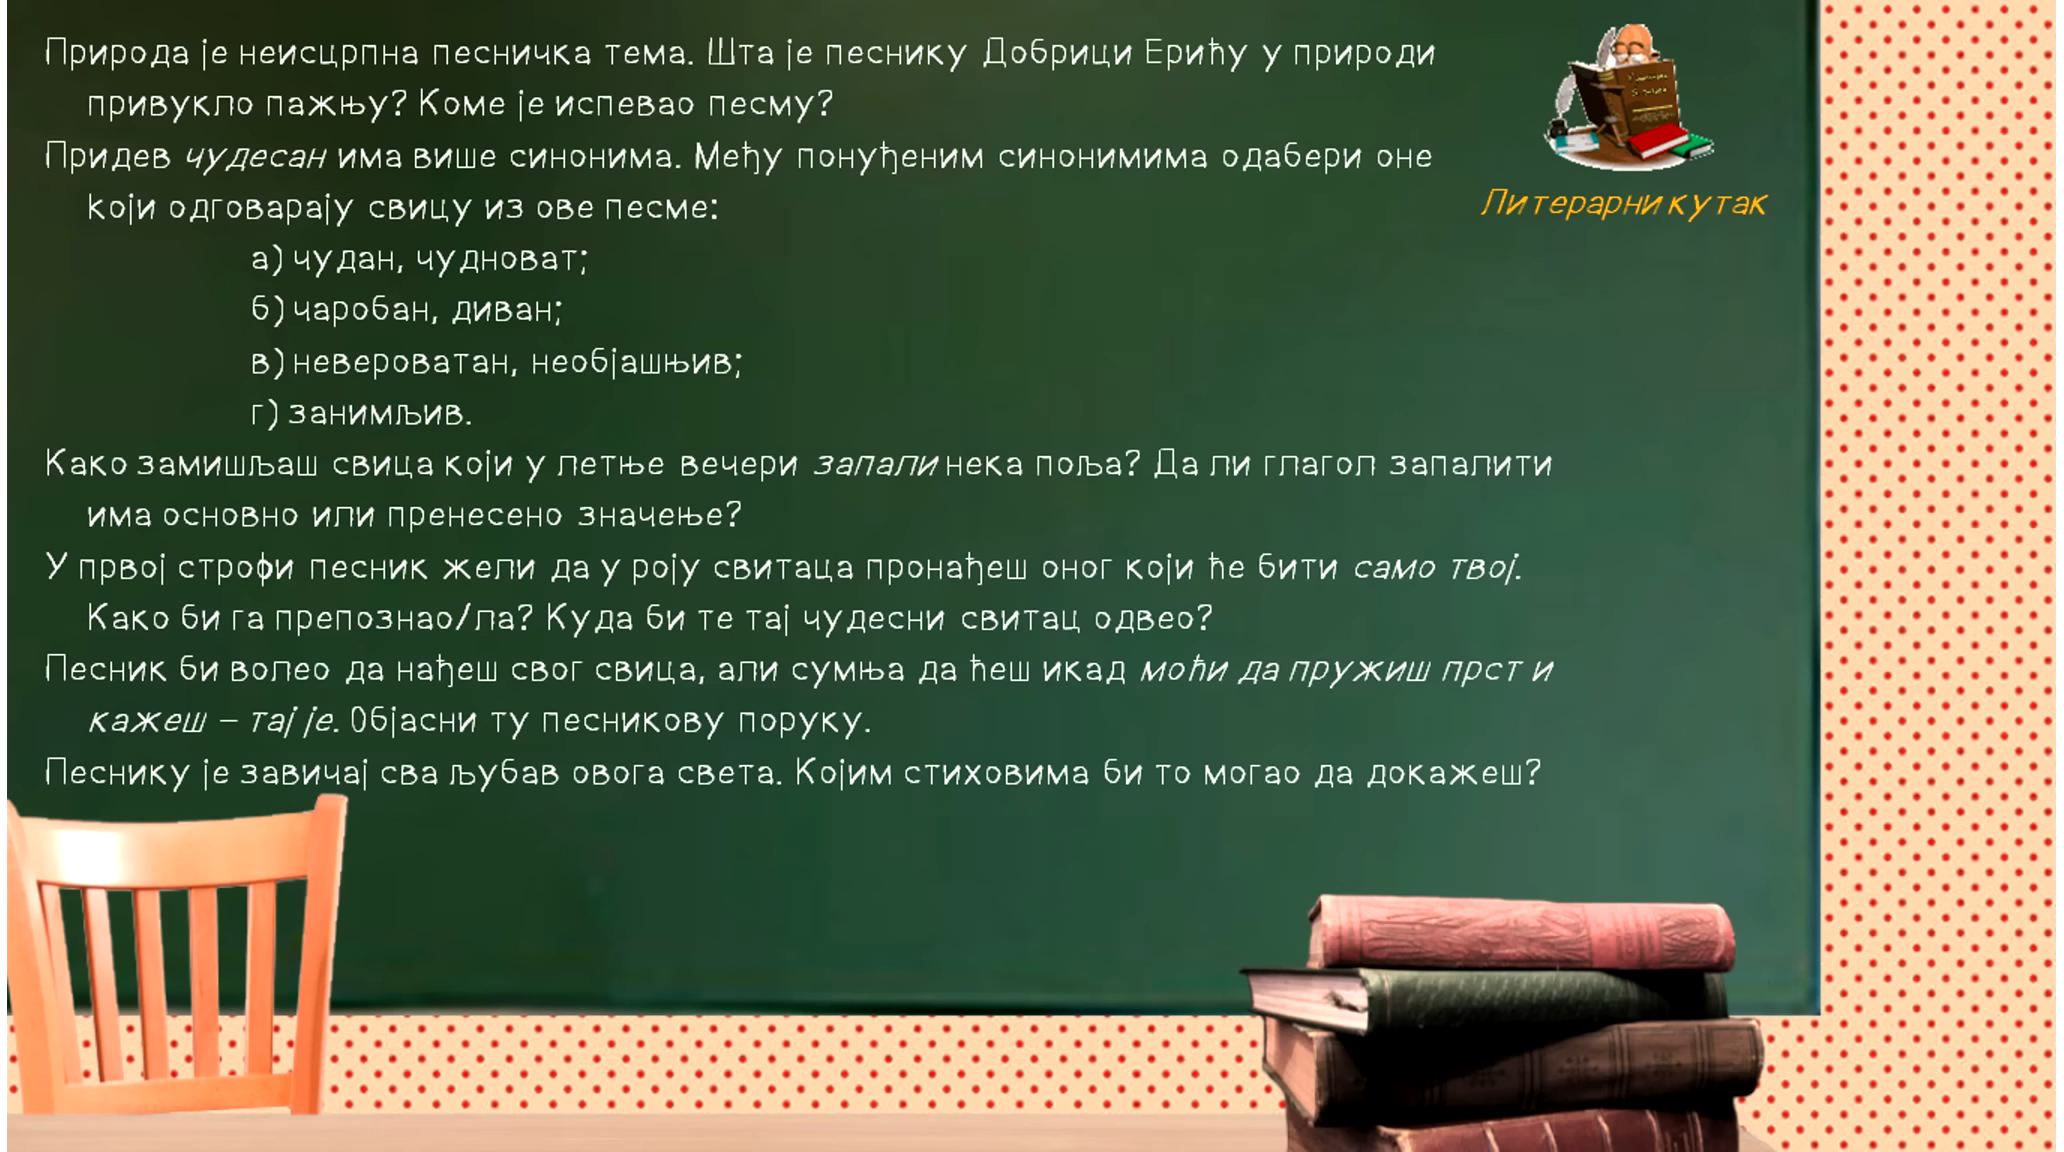 Природа је неисцрпна песничка тема. Шта је песнику Добрици Ерићу у природи
привукло пажњу? Коме је испевао песму?
Придев чудесан има више синонима. Међу понуђеним синонимима одабери оне
који одговарају свицу из ове песме:
а) чудан, чудноват;
б) чаробан, диван;
в) невероватан, необјашњив;
г) занимљив.
Како замишљаш свица који у летње вечери запали нека поља? Да ли глагол запалити
има основно или пренесено значење?
У првој строфи песник жели да у роју свитаца пронађеш оног који ће бити само твој.
Како би га препознао/ла? Куда би те тај чудесни свитац одвео?
Песник би волео да нађеш свог свица, али сумња да ћеш икад моћи да пружиш прст и
кажеш – тај је. Објасни ту песникову поруку.
Песнику је завичај сва љубав овога света. Којим стиховима би то могао да докажеш?
Литерарни кутак